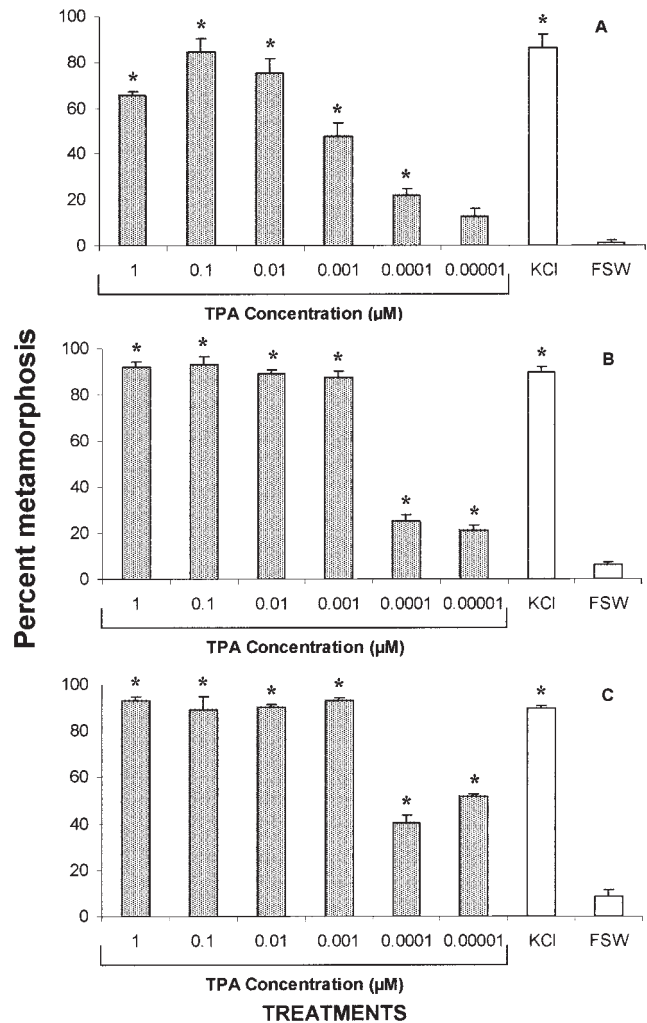 Percent metamorphosis
A
100
80
60
40
20
0
* * * * * *
1 0.1 0.01 0.001 0.0001 0.00001 KCl FSW
TPA Concentration (µM)
B
100
80
60
40
20
0
* * * * * * *
1 0.1 0.01 0.001 0.0001 0.00001 KCl FSW
TPA Concentration (µM)
C
100
80
60
40
20
0
* * * * * * *
1 0.1 0.01 0.001 0.0001 0.00001 KCl FSW
TPA Concentration (µM)
TREATMENTS